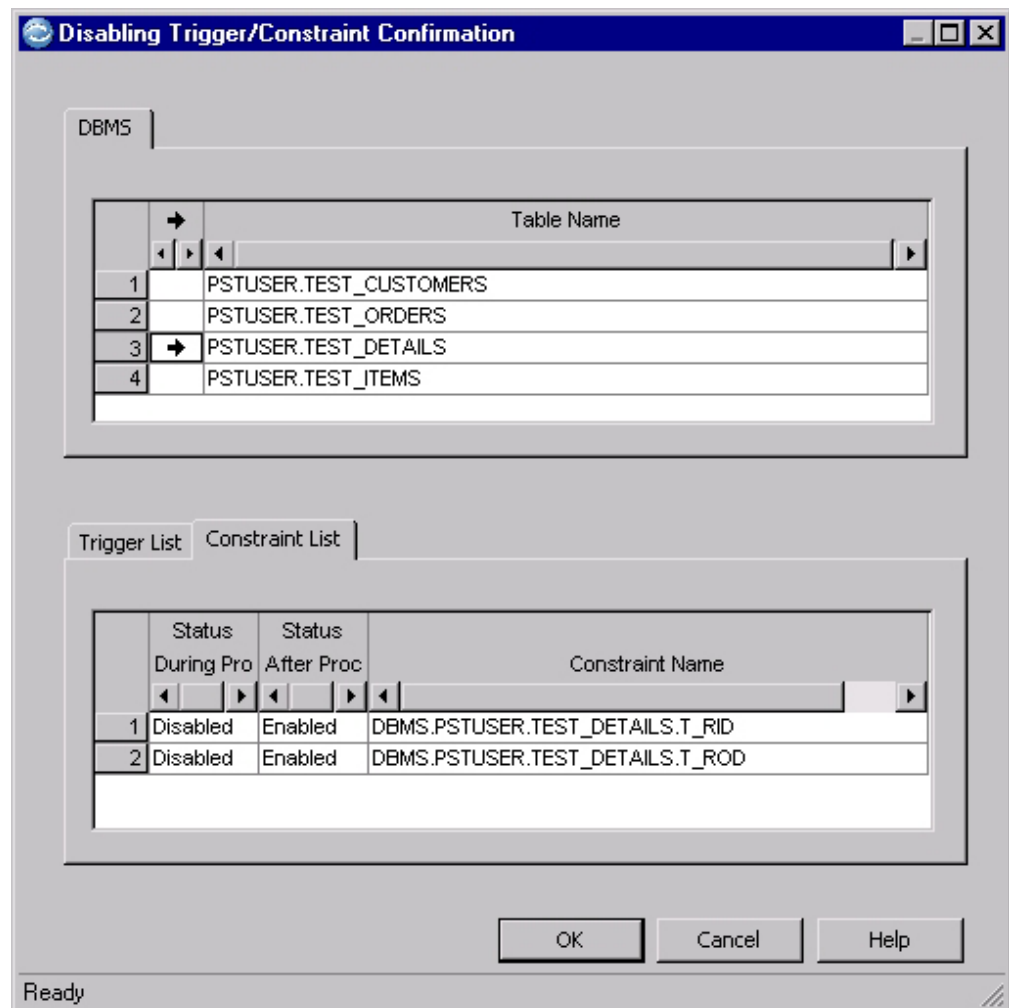 Disabling Trigger/Constraint Confirmation
DBMS
Table Name
1 PSTUSER.TEST_CUSTOMERS
2 PSTUSER.TEST_ORDERS
3 PSTUSER.TEST_DETAILS
4 PSTUSER.TEST_ITEMS
Trigger List Constraint List
Status Status
During Pro After Proc Constraint Name
1 Disabled Enabled DBMS.PSTUSER.TEST_DETAILS.T_RID
2 Disabled Enabled DBMS.PSTUSER.TEST_DETAILS.T_ROD
OK Cancel Help
Ready